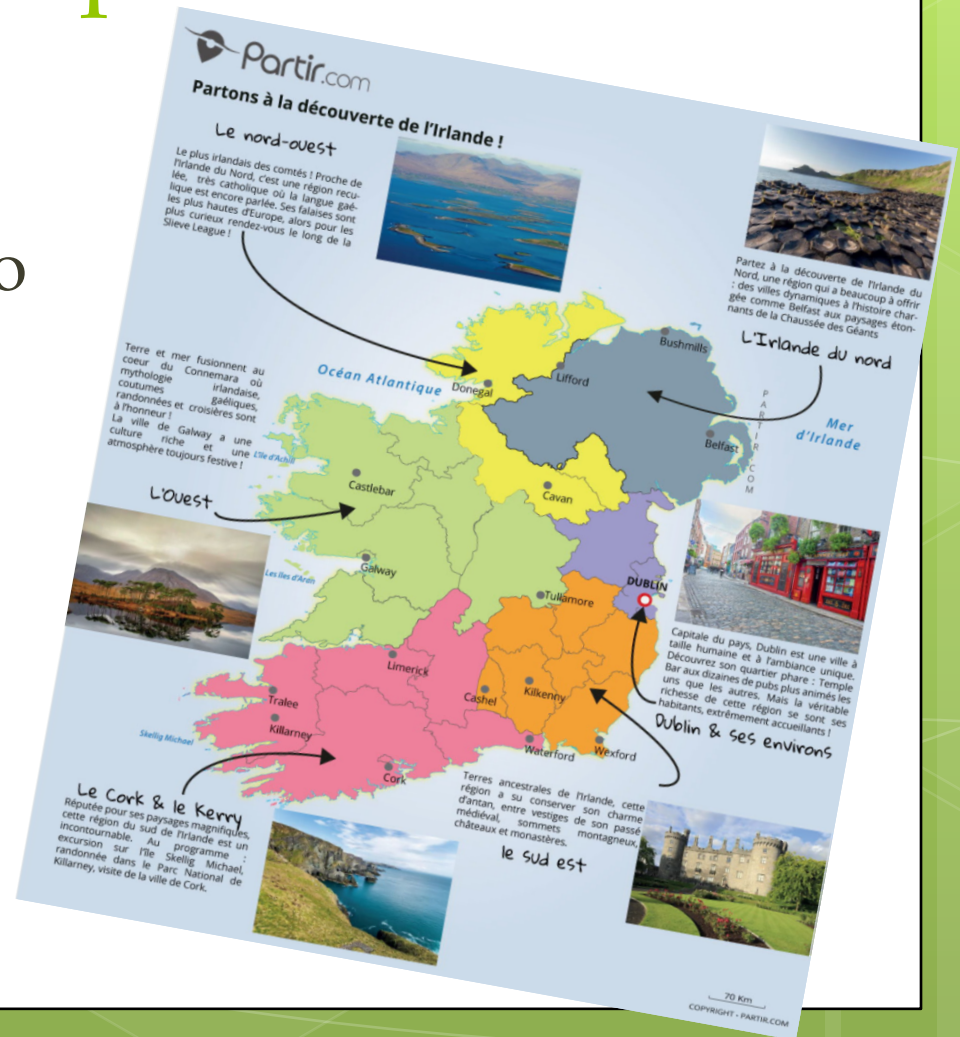 o
Partir.com
Partons à la découverte de l'Irlande !
Le nord-ouest
Le plus irlandais des comtés ! Proche de
l'Irlande du Nord, c'est une région recu-
lée, très catholique où la langue gaé-
lique est encore parlée. Ses falaises sont
les plus hautes d'Europe, alors pour les
plus curieux rendez-vous le long de la
Slieve League !
Partez à la découverte de l'Irlande du
Nord, une région qui a beaucoup à offrir
: des villes dynamiques à l'histoire char-
gée comme Belfast aux paysages éton-
nants de la Chaussée des Géants
L'Irlande du nord
Terre et mer fusionnent au
coeur du Connemara où
mythologie irlandaise,
coutumes gaéliques,
randonnées et croisières sont
à l'honneur !
La ville de Galway a une
culture riche et une
atmosphère toujours festive !
L'Ouest
Océan Atlantique
Mer
d'Irlande
PARTIR.COM
Bushmills
Lifford
Donegal
Belfast
Cavan
L'île d'Achill
Castlebar
Galway
Les îles d'Aran
DUBLIN
Tullamore
Limerick
Cashel
Kilkenny
Tralee
Killarney
Skellig Michael
Waterford
Wexford
Cork
Capitale du pays, Dublin est une ville à
taille humaine et à l'ambiance unique.
Découvrez son quartier phare : Temple
Bar aux dizaines de pubs plus animés les
uns que les autres. Mais la véritable
richesse de cette région se sont ses
habitants, extrêmement accueillants !
Dublin & ses environs
Le Cork & le Kerry
Réputée pour ses paysages magnifiques,
cette région du sud de l'Irlande est un
incontournable. Au programme :
excursion sur l'île Skellig Michael,
randonnée dans le Parc National de
Killarney, visite de la ville de Cork.
Terres ancestrales de l'Irlande, cette
région a su conserver son charme
d'antan, entre vestiges de son passé
médiéval, sommets montagneux,
châteaux et monastères.
le sud est
70 Km
COPYRIGHT - PARTIR.COM